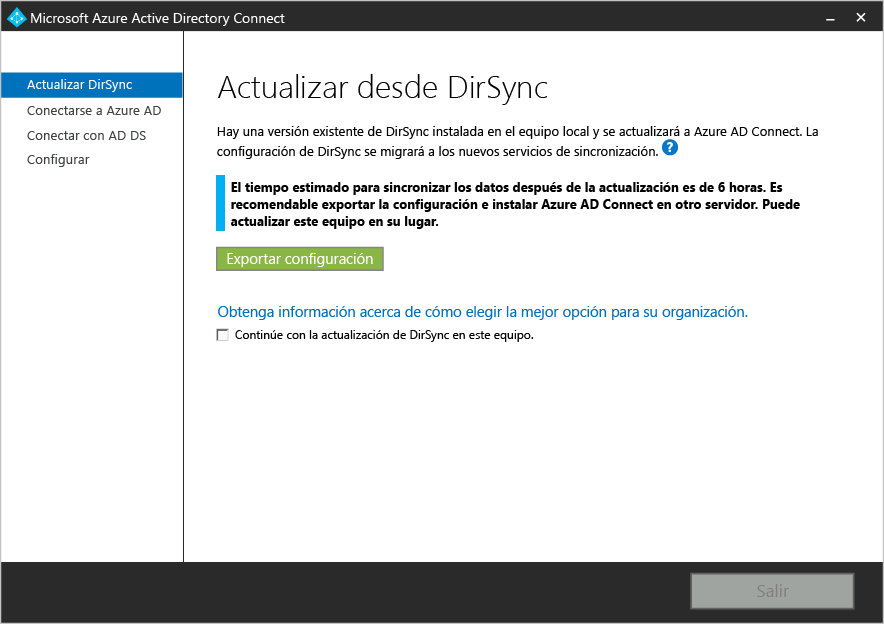 Microsoft Azure Active Directory Connect
Actualizar DirSync
Conectarse a Azure AD
Conectar con AD DS
Configurar
Actualizar desde DirSync
Hay una versión existente de DirSync instalada en el equipo local y se actualizará a Azure AD Connect. La
configuración de DirSync se migrará a los nuevos servicios de sincronización. ?
El tiempo estimado para sincronizar los datos después de la actualización es de 6 horas. Es
recomendable exportar la configuración e instalar Azure AD Connect en otro servidor. Puede
actualizar este equipo en su lugar.
Exportar configuración
Obtenga información acerca de cómo elegir la mejor opción para su organización.
Continúe con la actualización de DirSync en este equipo.
Salir